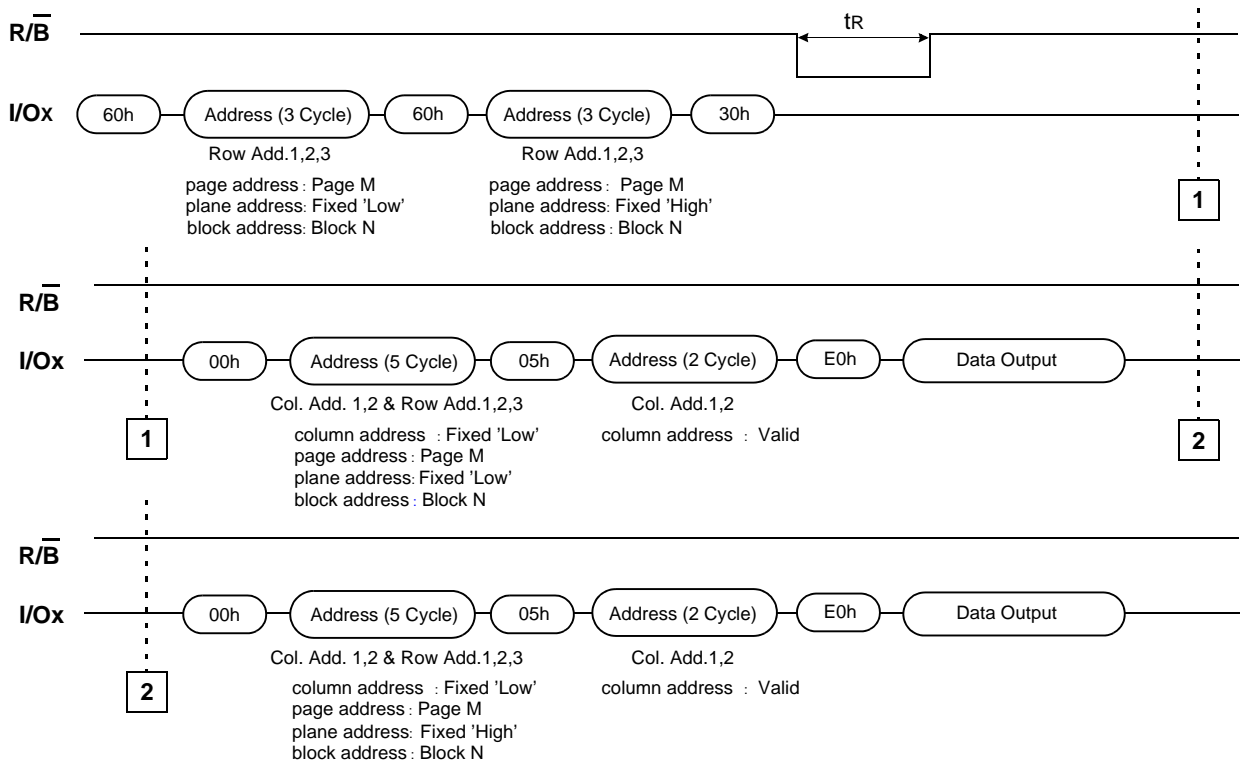 tR
R/B
I/Ox 60h Address (3 Cycle) 60h Address (3 Cycle) 30h
Row Add.1,2,3 Row Add.1,2,3
page address : Page M page address : Page M
plane address: Fixed 'Low' plane address: Fixed 'High'
block address: Block N block address : Block N
1
R/B
I/Ox 00h Address (5 Cycle) 05h Address (2 Cycle) E0h Data Output
Col. Add. 1,2 & Row Add.1,2,3 Col. Add.1,2
1 column address : Fixed 'Low' column address : Valid 2
page address : Page M
plane address: Fixed 'Low'
block address : Block N
R/B
I/Ox 00h Address (5 Cycle) 05h Address (2 Cycle) E0h Data Output
Col. Add. 1,2 & Row Add.1,2,3 Col. Add.1,2
2 column address : Fixed 'Low' column address : Valid
page address : Page M
plane address: Fixed 'High'
block address : Block N